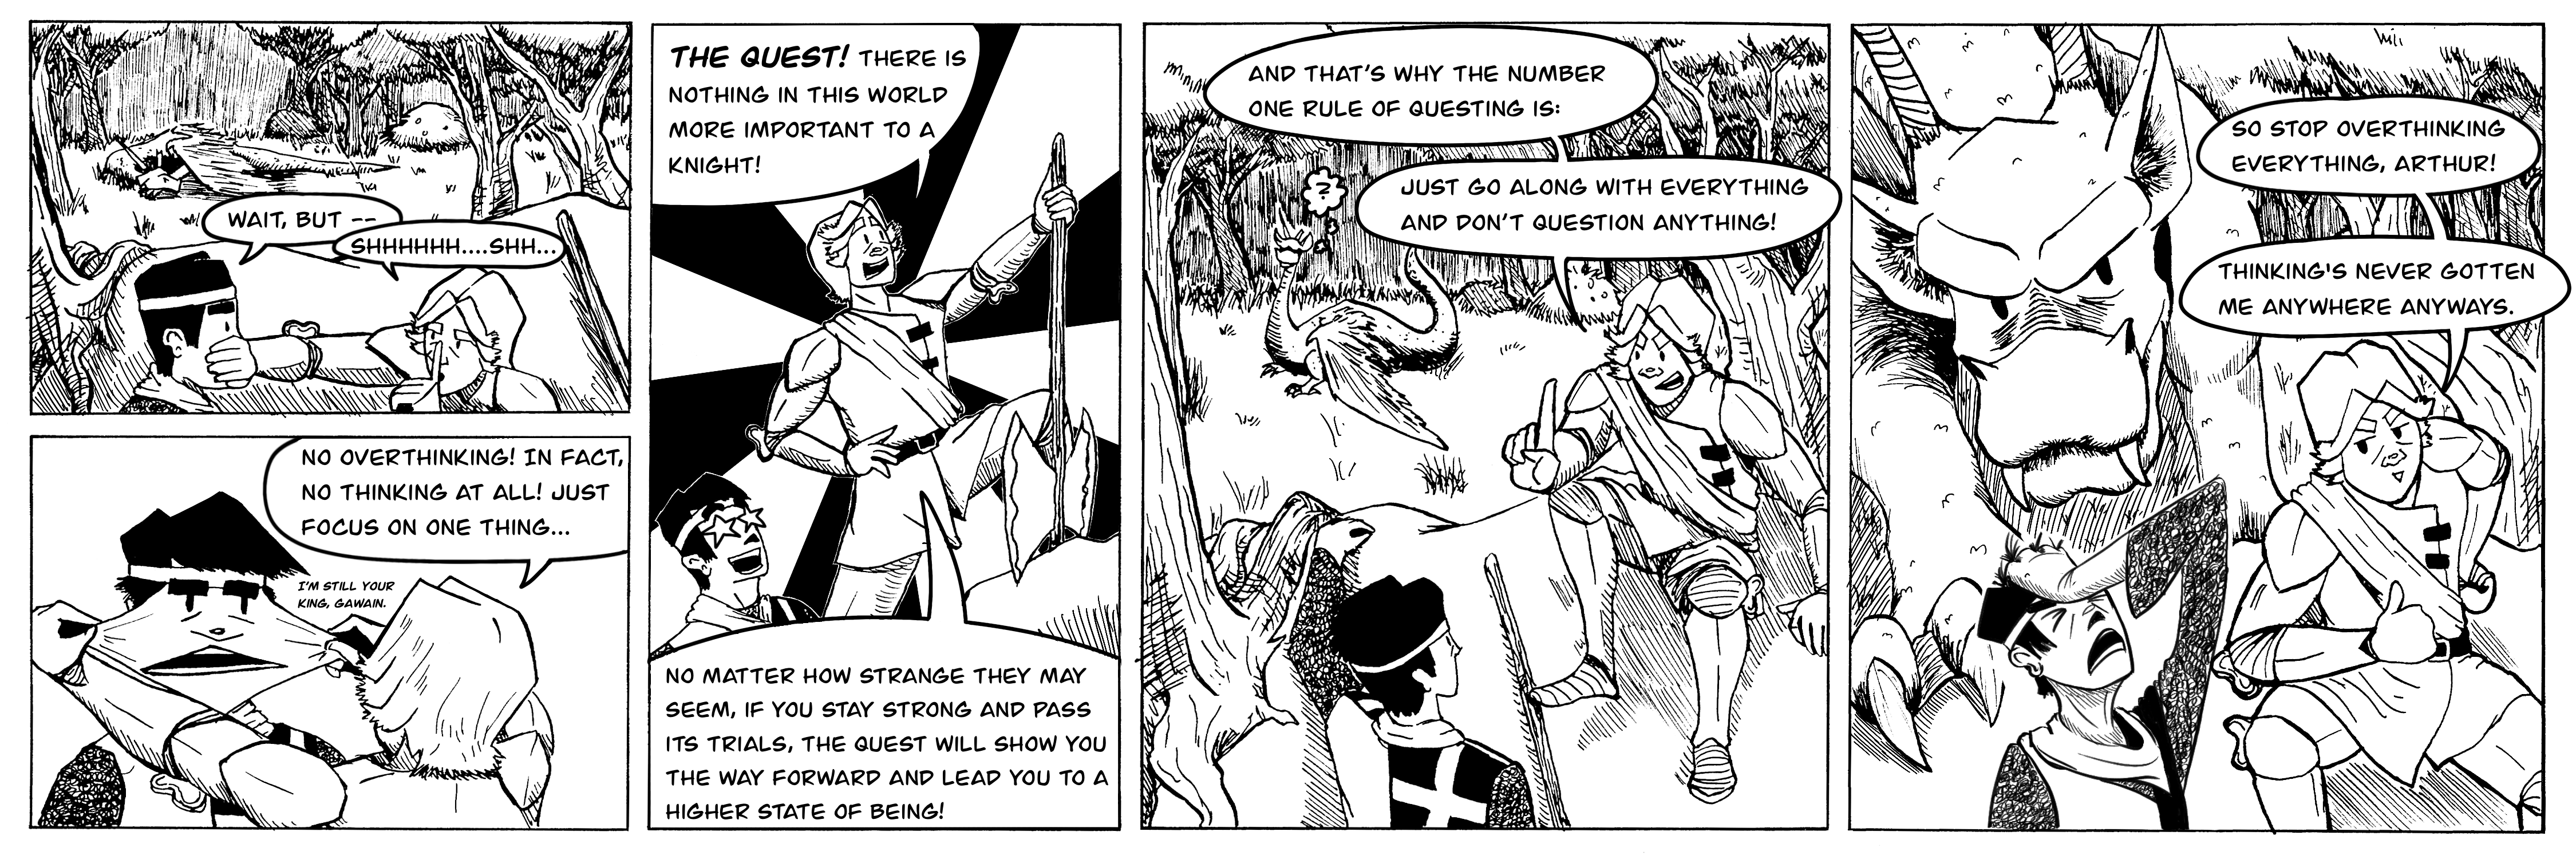 WAIT, BUT --
SHHHHHH....SHH...
NO OVERTHINKING! IN FACT,
NO THINKING AT ALL! JUST
FOCUS ON ONE THING...
I'M STILL YOUR
KING, GAWAIN.
THE QUEST! THERE IS
NOTHING IN THIS WORLD
MORE IMPORTANT TO A
KNIGHT!
NO MATTER HOW STRANGE THEY MAY
SEEM, IF YOU STAY STRONG AND PASS
ITS TRIALS, THE QUEST WILL SHOW YOU
THE WAY FORWARD AND LEAD YOU TO A
HIGHER STATE OF BEING!
AND THAT'S WHY THE NUMBER
ONE RULE OF QUESTING IS:
?
JUST GO ALONG WITH EVERYTHING
AND DON'T QUESTION ANYTHING!
SO STOP OVERTHINKING
EVERYTHING, ARTHUR!
THINKING'S NEVER GOTTEN
ME ANYWHERE ANYWAYS.